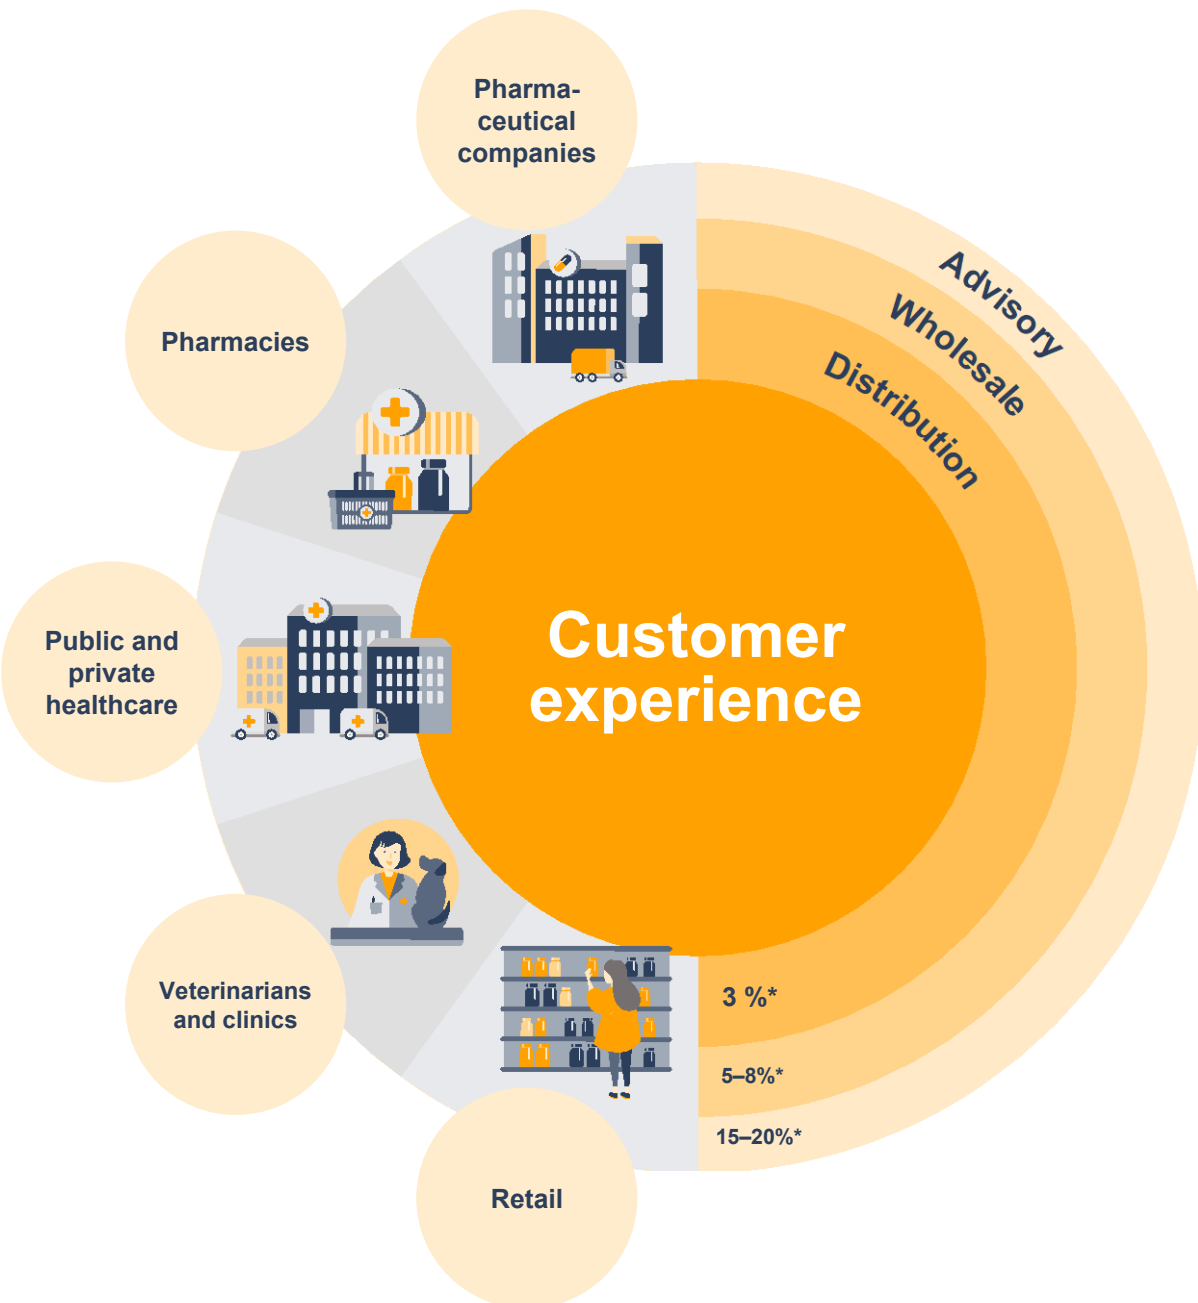 Pharma-
ceutical
companies
Pharmacies
Public and
private
healthcare
Veterinarians
and clinics
Retail
Customer
experience
Advisory
Wholesale
Distribution
3 %*
5–8%*
15–20%*